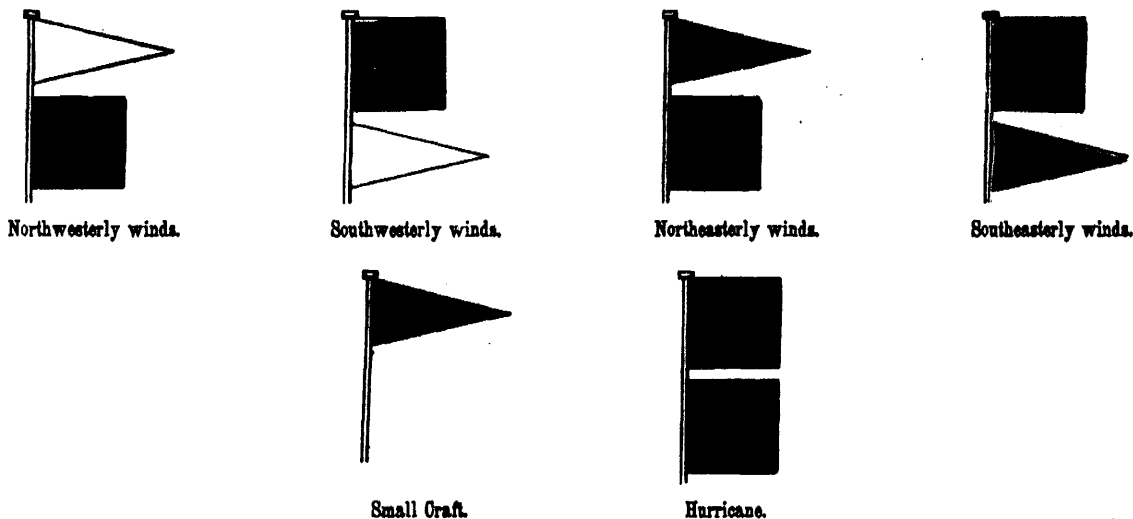 Northwesterly winds. Southwesterly winds. Northeasterly winds. Southeasterly winds.
Small Craft. Hurricane.